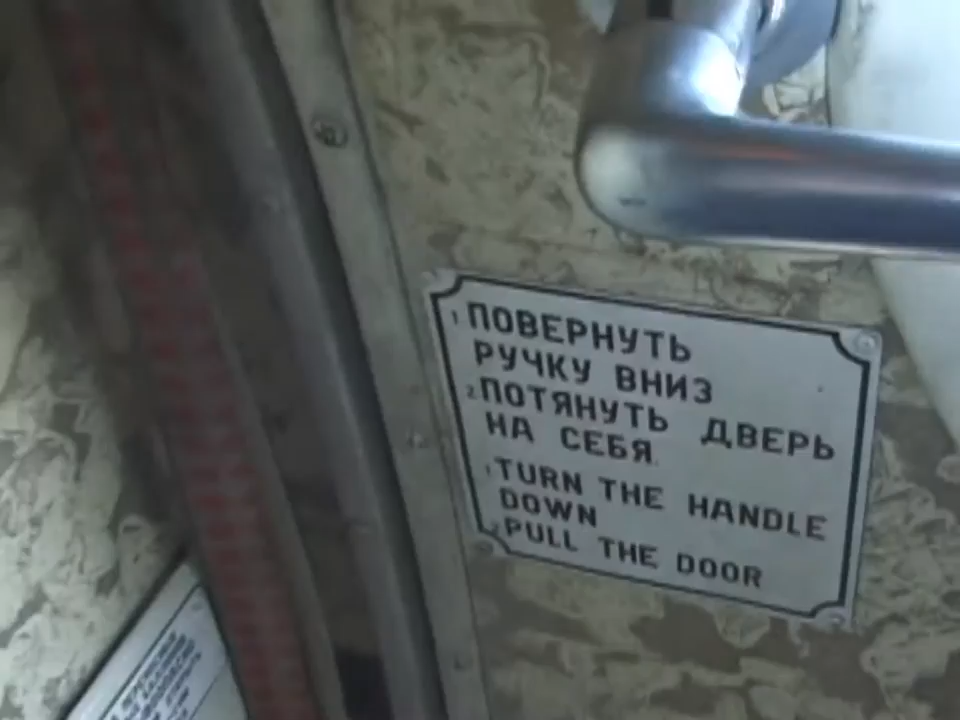 1 ПОВЕРНУТЬ
РУЧКУ ВНИЗ
2 ПОТЯНУТЬ ДВЕРЬ
НА СЕБЯ
1 TURN THE HANDLE
DOWN
2 PULL THE DOOR